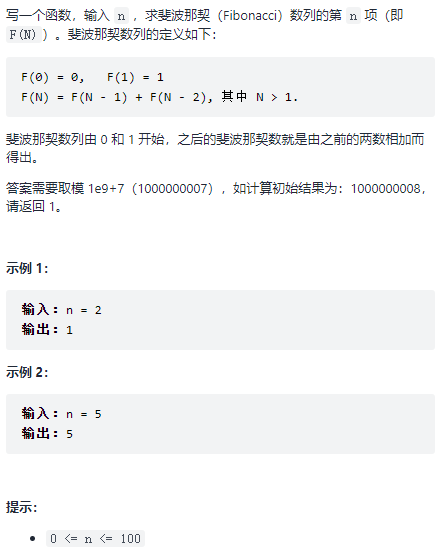 写一个函数，输入 n ，求斐波那契（Fibonacci）数列的第 n 项（即
F(N)）。斐波那契数列的定义如下：
F(0) = 0,   F(1) = 1
F(N) = F(N - 1) + F(N - 2), 其中 N > 1.
斐波那契数列由 0 和 1 开始，之后的斐波那契数就是由之前的两数相加而
得出。
答案需要取模 1e9+7（1000000007），如计算初始结果为：1000000008，
请返回 1。
示例 1：
输入：n = 2
输出：1
示例 2：
输入：n = 5
输出：5
提示：
• 0 <= n <= 100